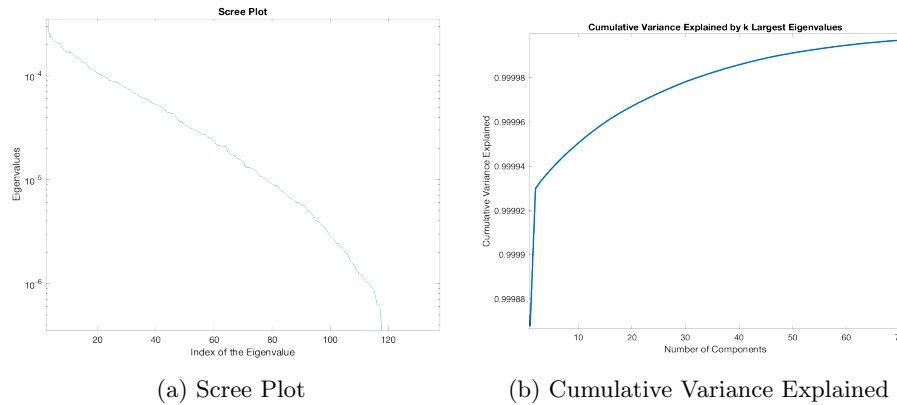 Scree Plot
10^-4
10^-5
10^-6
Eigenvalues
20 40 60 80 100 120
Index of the Eigenvalue
(a) Scree Plot
Cumulative Variance Explained by k Largest Eigenvalues
0.99998
0.99996
0.99994
0.99992
0.9999
0.99988
Cumulative Variance Explained
10 20 30 40 50 60
Number of Components
(b) Cumulative Variance Explained